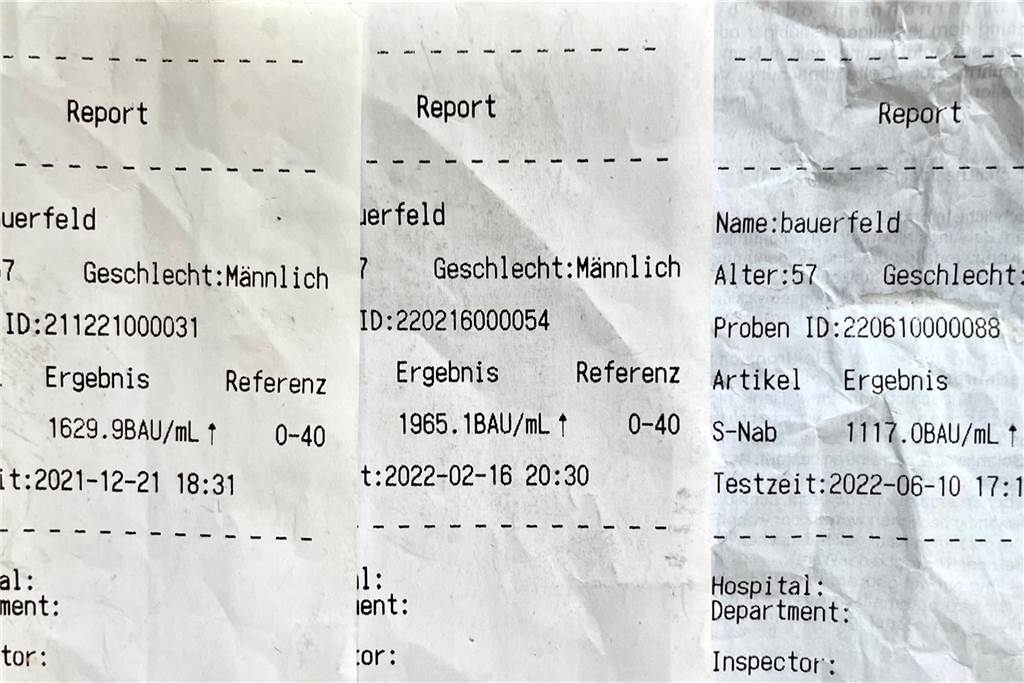 Report
uerfeld
7 Geschlecht:Männlich
ID:211221000031
Ergebnis Referenz
1629.9BAU/mL↑ 0-40
it:2021-12-21 18:31
al:
ment:
tor:
Report
uerfeld
7 Geschlecht:Männlich
ID:220216000054
Ergebnis Referenz
1965.1BAU/mL↑ 0-40
t:2022-02-16 20:30
al:
ment:
or:
Report
Name:bauerfeld
Alter:57 Geschlecht:
Proben ID:220610000088
Artikel Ergebnis
S-Nab 1117.0BAU/mL↑
Testzeit:2022-06-10 17:1
Hospital:
Department:
Inspector: